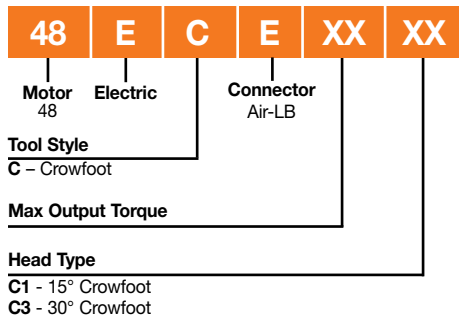 48 E C E XX XX
Motor Electric Connector
48 Air-LB
Tool Style
C – Crowfoot
Max Output Torque
Head Type
C1 - 15° Crowfoot
C3 - 30° Crowfoot